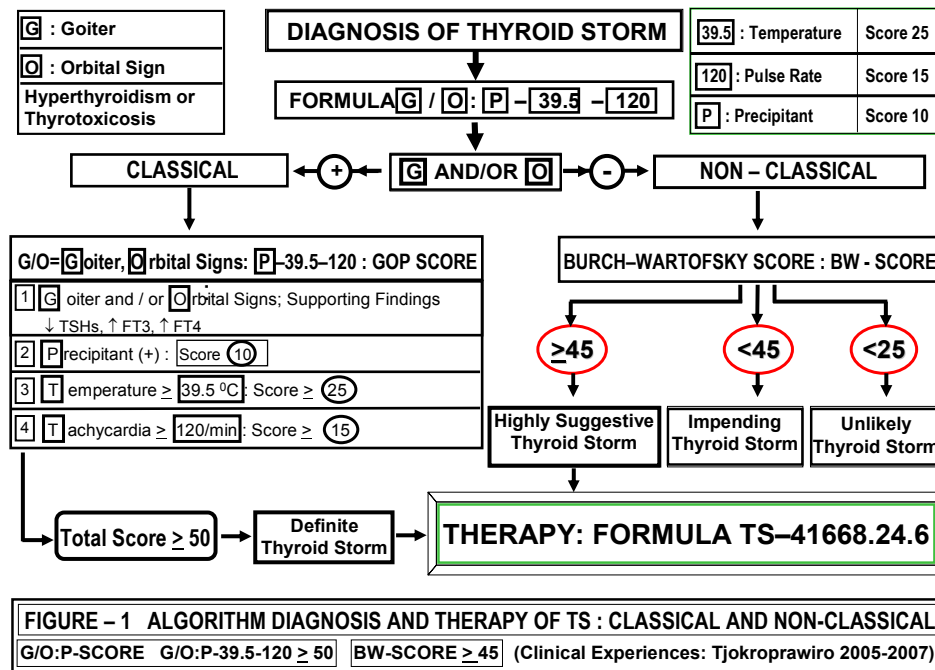 G : Goiter
O : Orbital Sign
Hyperthyroidism or
Thyrotoxicosis
DIAGNOSIS OF THYROID STORM
FORMULA G / O : P – 39.5 – 120
39.5 : Temperature Score 25
120 : Pulse Rate Score 15
P : Precipitant Score 10
CLASSICAL
+
G AND/OR O
-
NON – CLASSICAL
G/O= Goiter, Orbital Signs: P–39.5–120 : GOP SCORE
1 G oiter and / or Orbital Signs; Supporting Findings
↓ TSHs, ↑ FT3, ↑ FT4
2 P recipitant (+) : Score 10
3 T emperature ≥ 39.5 ⁰C : Score ≥ 25
4 T achycardia ≥ 120/min : Score ≥ 15
BURCH–WARTOFSKY SCORE : BW - SCORE
≥45
<45
<25
Highly Suggestive
Thyroid Storm
Impending
Thyroid Storm
Unlikely
Thyroid Storm
Total Score ≥ 50
Definite
Thyroid Storm
THERAPY: FORMULA TS–41668.24.6
FIGURE – 1 ALGORITHM DIAGNOSIS AND THERAPY OF TS : CLASSICAL AND NON-CLASSICAL
G/O:P-SCORE G/O:P-39.5-120 ≥ 50 BW-SCORE ≥ 45 (Clinical Experiences: Tjokroprawiro 2005-2007)